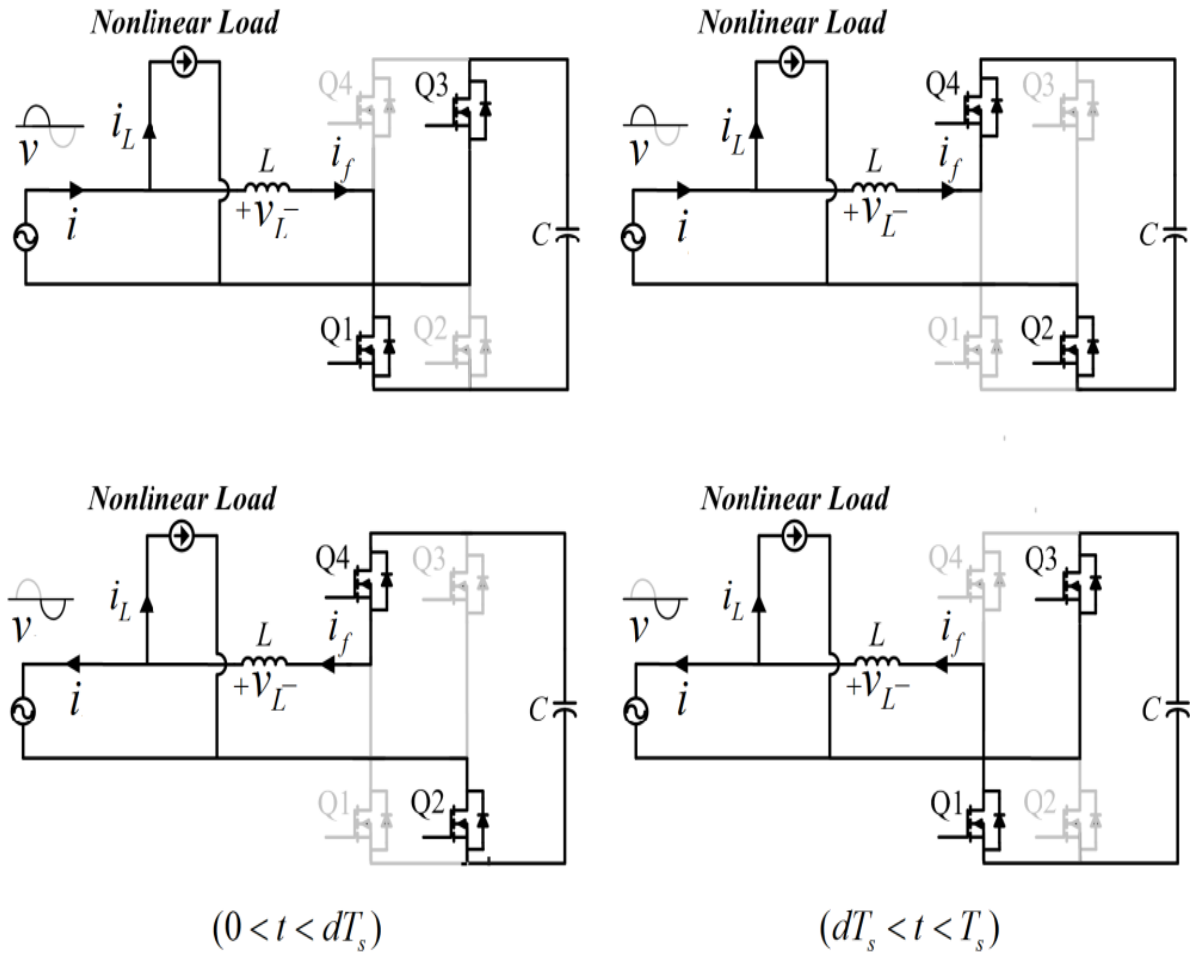 Nonlinear Load
Q4
Q3
v
i_L
L
i_f
+v_L-
i
C
Q1
Q2
Nonlinear Load
Q4
Q3
v
i_L
L
i_f
+v_L-
i
C
Q1
Q2
Nonlinear Load
Q4
Q3
v
i_L
L
i_f
+v_L-
i
C
Q1
Q2
(0 < t < dT_s)
Nonlinear Load
Q4
Q3
v
i_L
L
i_f
+v_L-
i
C
Q1
Q2
(dT_s < t < T_s)